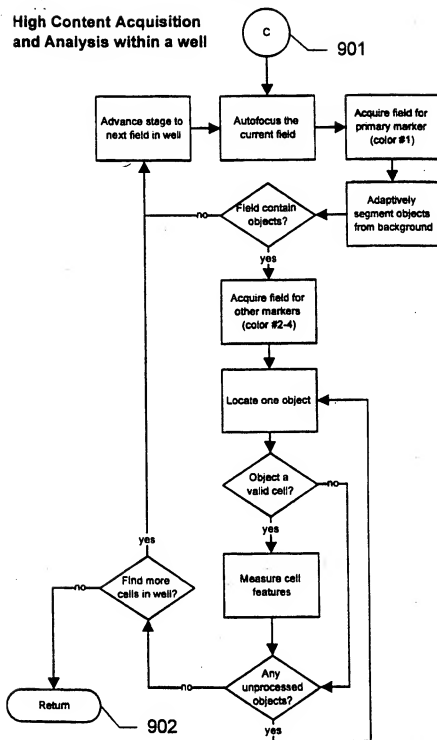 High Content Acquisition
and Analysis within a well
C
901
Advance stage to
next field in well
Autofocus the
current field
Acquire field for
primary marker
(color #1)
Adaptively
segment objects
from background
Field contain
objects?
no
yes
Acquire field for
other markers
(color #2-4)
Locate one object
Object a
valid cell?
no
yes
Measure cell
features
Any
unprocessed
objects?
no
yes
Find more
cells in well?
yes
no
Return
902